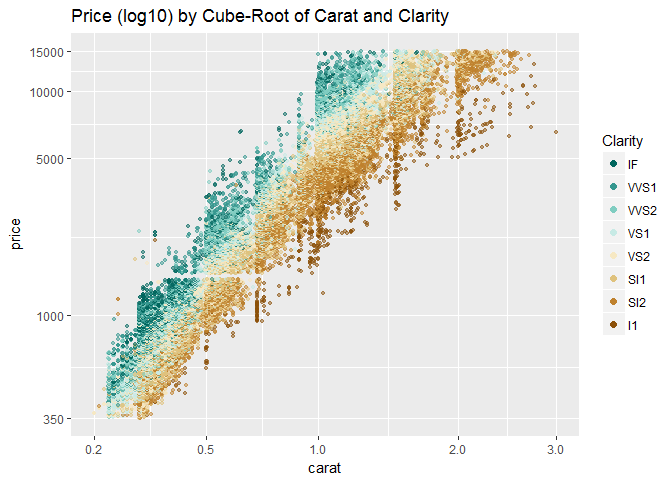 Price (log10) by Cube-Root of Carat and Clarity
15000
10000
5000
1000
350
price
0.2 0.5 1.0 2.0 3.0
carat
Clarity
IF
VVS1
VVS2
VS1
VS2
SI1
SI2
I1